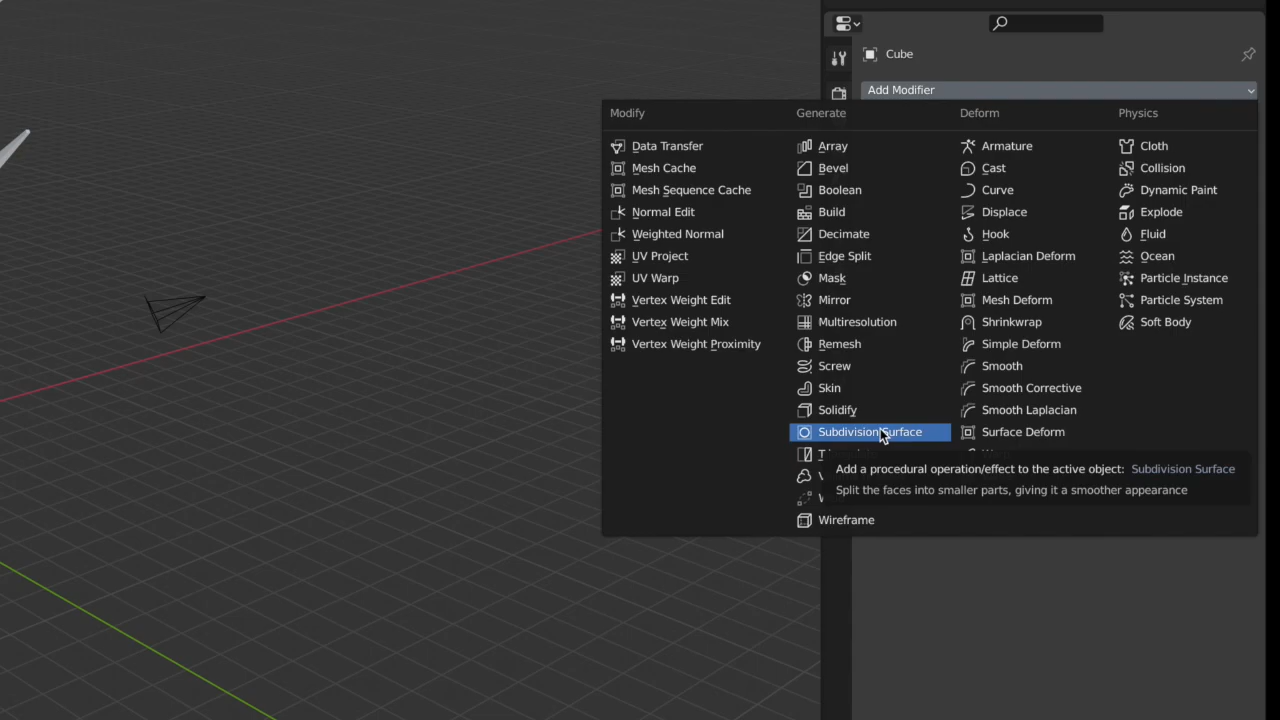 Cube
Add Modifier
Modify
Data Transfer
Mesh Cache
Mesh Sequence Cache
Normal Edit
Weighted Normal
UV Project
UV Warp
Vertex Weight Edit
Vertex Weight Mix
Vertex Weight Proximity
Generate
Array
Bevel
Boolean
Build
Decimate
Edge Split
Mask
Mirror
Multiresolution
Remesh
Screw
Skin
Solidify
Subdivision Surface
Wireframe
Deform
Armature
Cast
Curve
Displace
Hook
Laplacian Deform
Lattice
Mesh Deform
Shrinkwrap
Simple Deform
Smooth
Smooth Corrective
Smooth Laplacian
Surface Deform
Physics
Cloth
Collision
Dynamic Paint
Explode
Fluid
Ocean
Particle Instance
Particle System
Soft Body
Add a procedural operation/effect to the active object: Subdivision Surface
Split the faces into smaller parts, giving it a smoother appearance